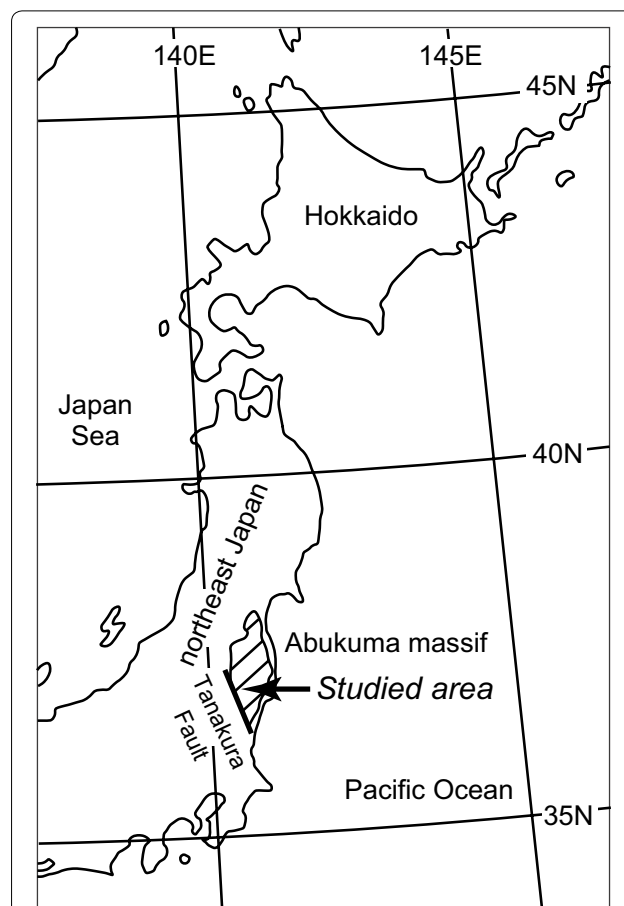 140E
145E
45N
Hokkaido
Japan
Sea
40N
northeast Japan
Abukuma massif
Studied area
Tanakura
Fault
Pacific Ocean
35N